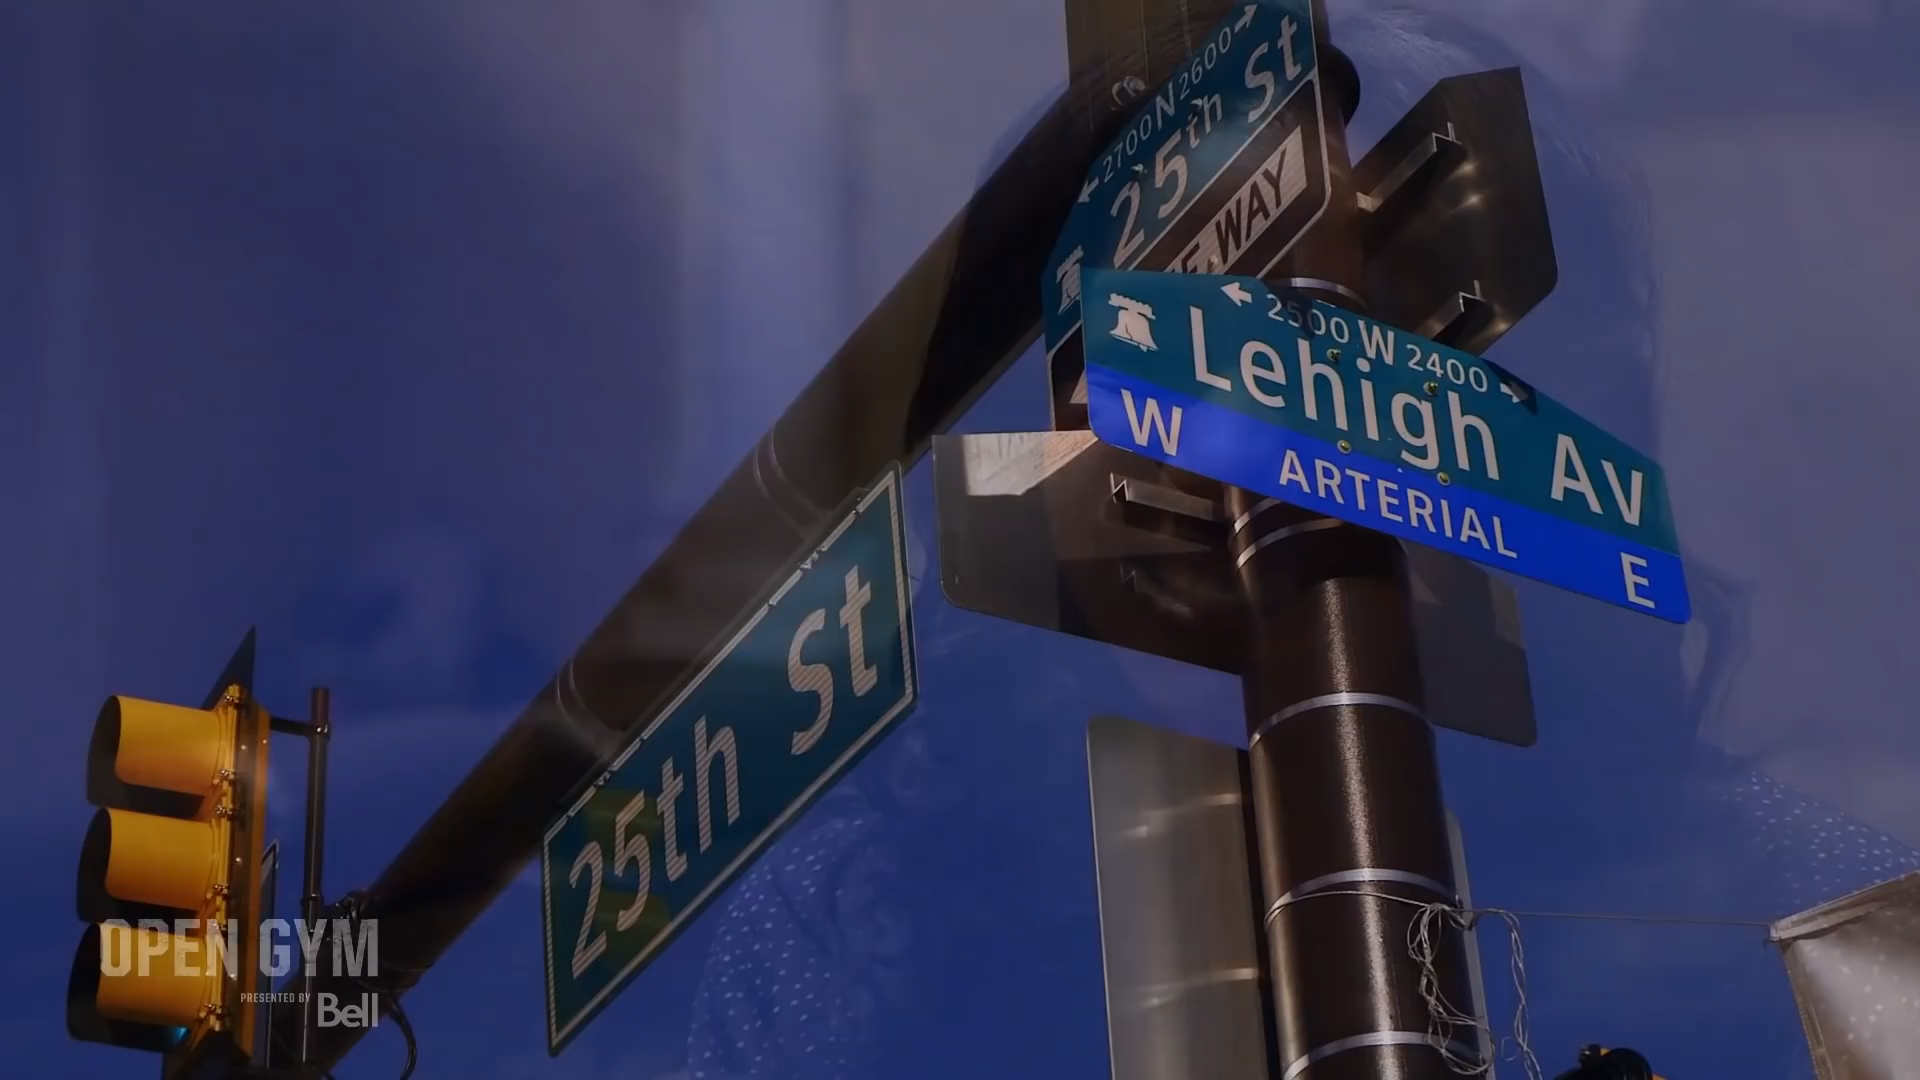 ← 2700 N 2600 →
25th St
WAY
← 2500 W 2400 →
Lehigh Av
W ARTERIAL E
25th St
OPEN GYM
PRESENTED BY Bell